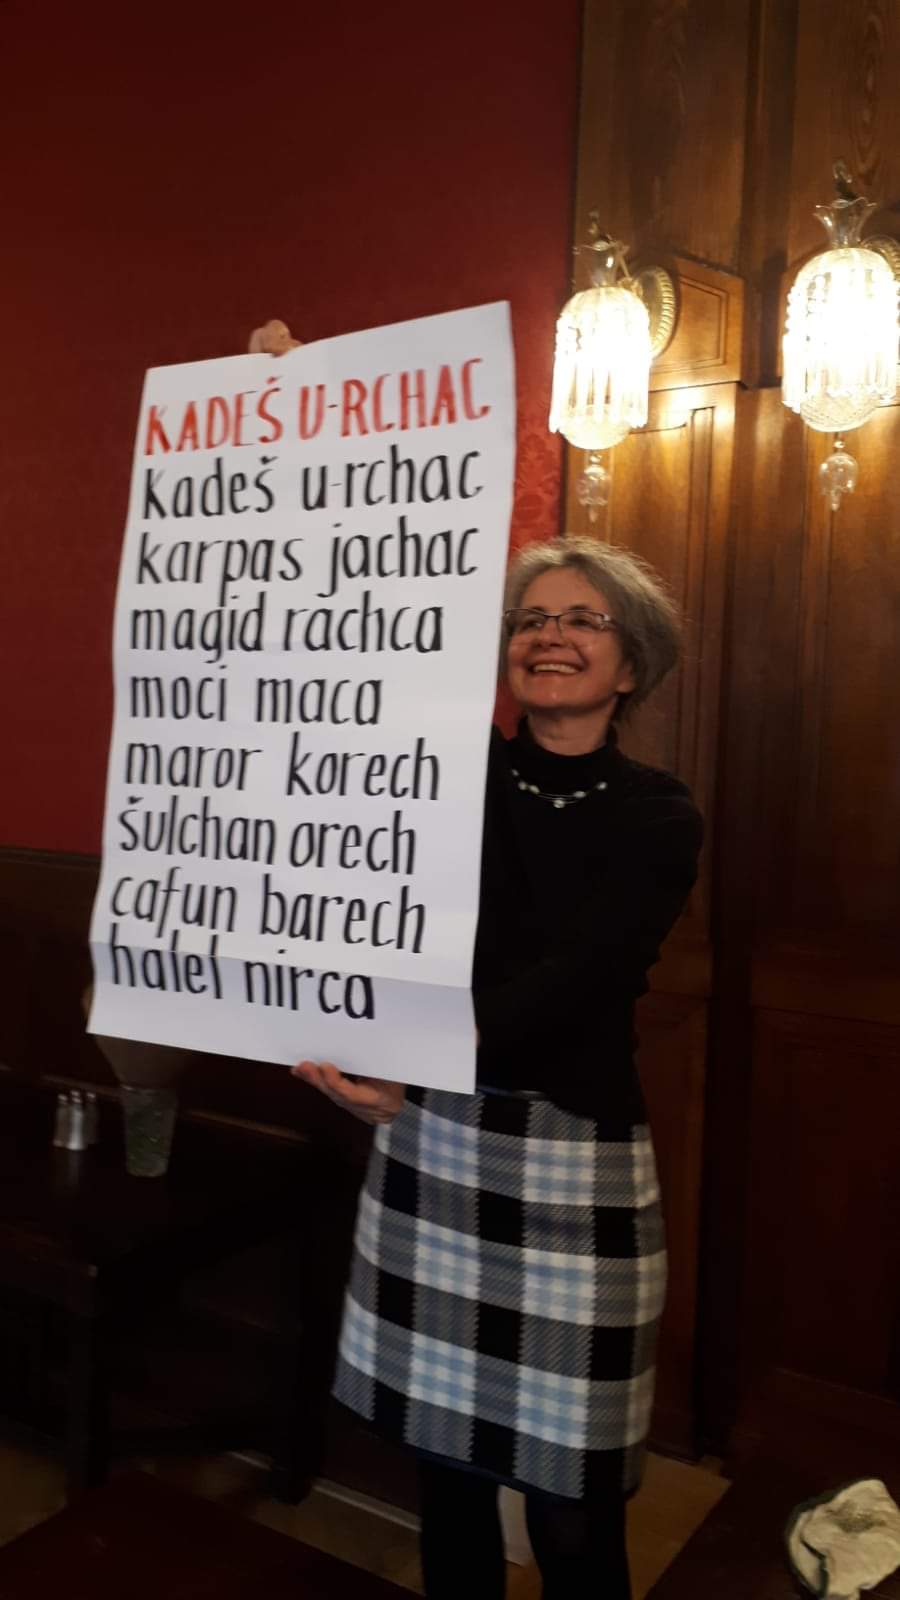 KADEŠ U-RCHAC
Kadeš u-rchac
karpas jachac
magid rachca
moci maca
maror korech
šulchan orech
cafun barech
halel nirca